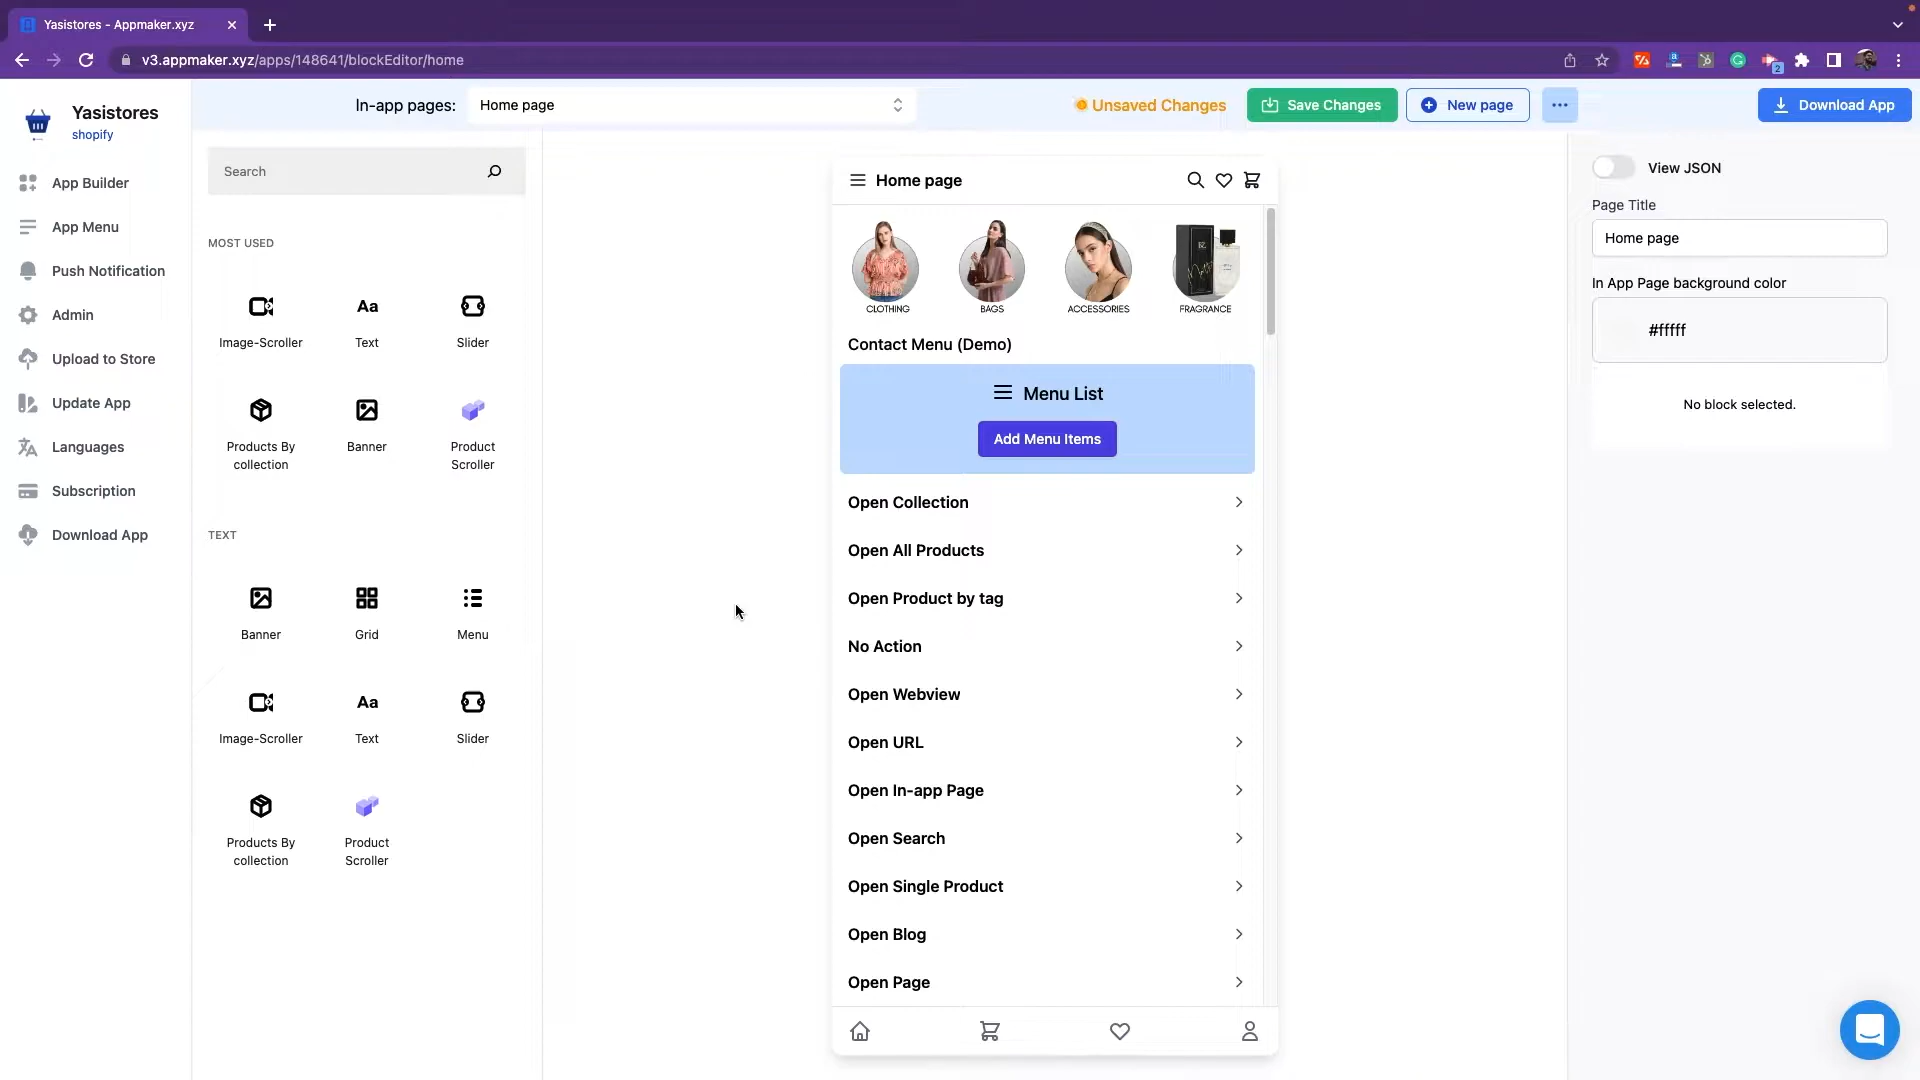 Yasistores - Appmaker.xyz
v3.appmaker.xyz/apps/148641/blockEditor/home
2
Yasistores
shopify
In-app pages:
Home page
Unsaved Changes
Save Changes
New page
Download App
App Builder
App Menu
Push Notification
Admin
Upload to Store
Update App
Languages
Subscription
Download App
Search
MOST USED
Image-Scroller
Text
Slider
Products By
collection
Banner
Product
Scroller
TEXT
Banner
Grid
Menu
Image-Scroller
Text
Slider
Products By
collection
Product
Scroller
Home page
CLOTHING
BAGS
ACCESSORIES
FRAGRANCE
Contact Menu (Demo)
Menu List
Add Menu Items
Open Collection
Open All Products
Open Product by tag
No Action
Open Webview
Open URL
Open In-app Page
Open Search
Open Single Product
Open Blog
Open Page
View JSON
Page Title
Home page
In App Page background color
#fffff
No block selected.